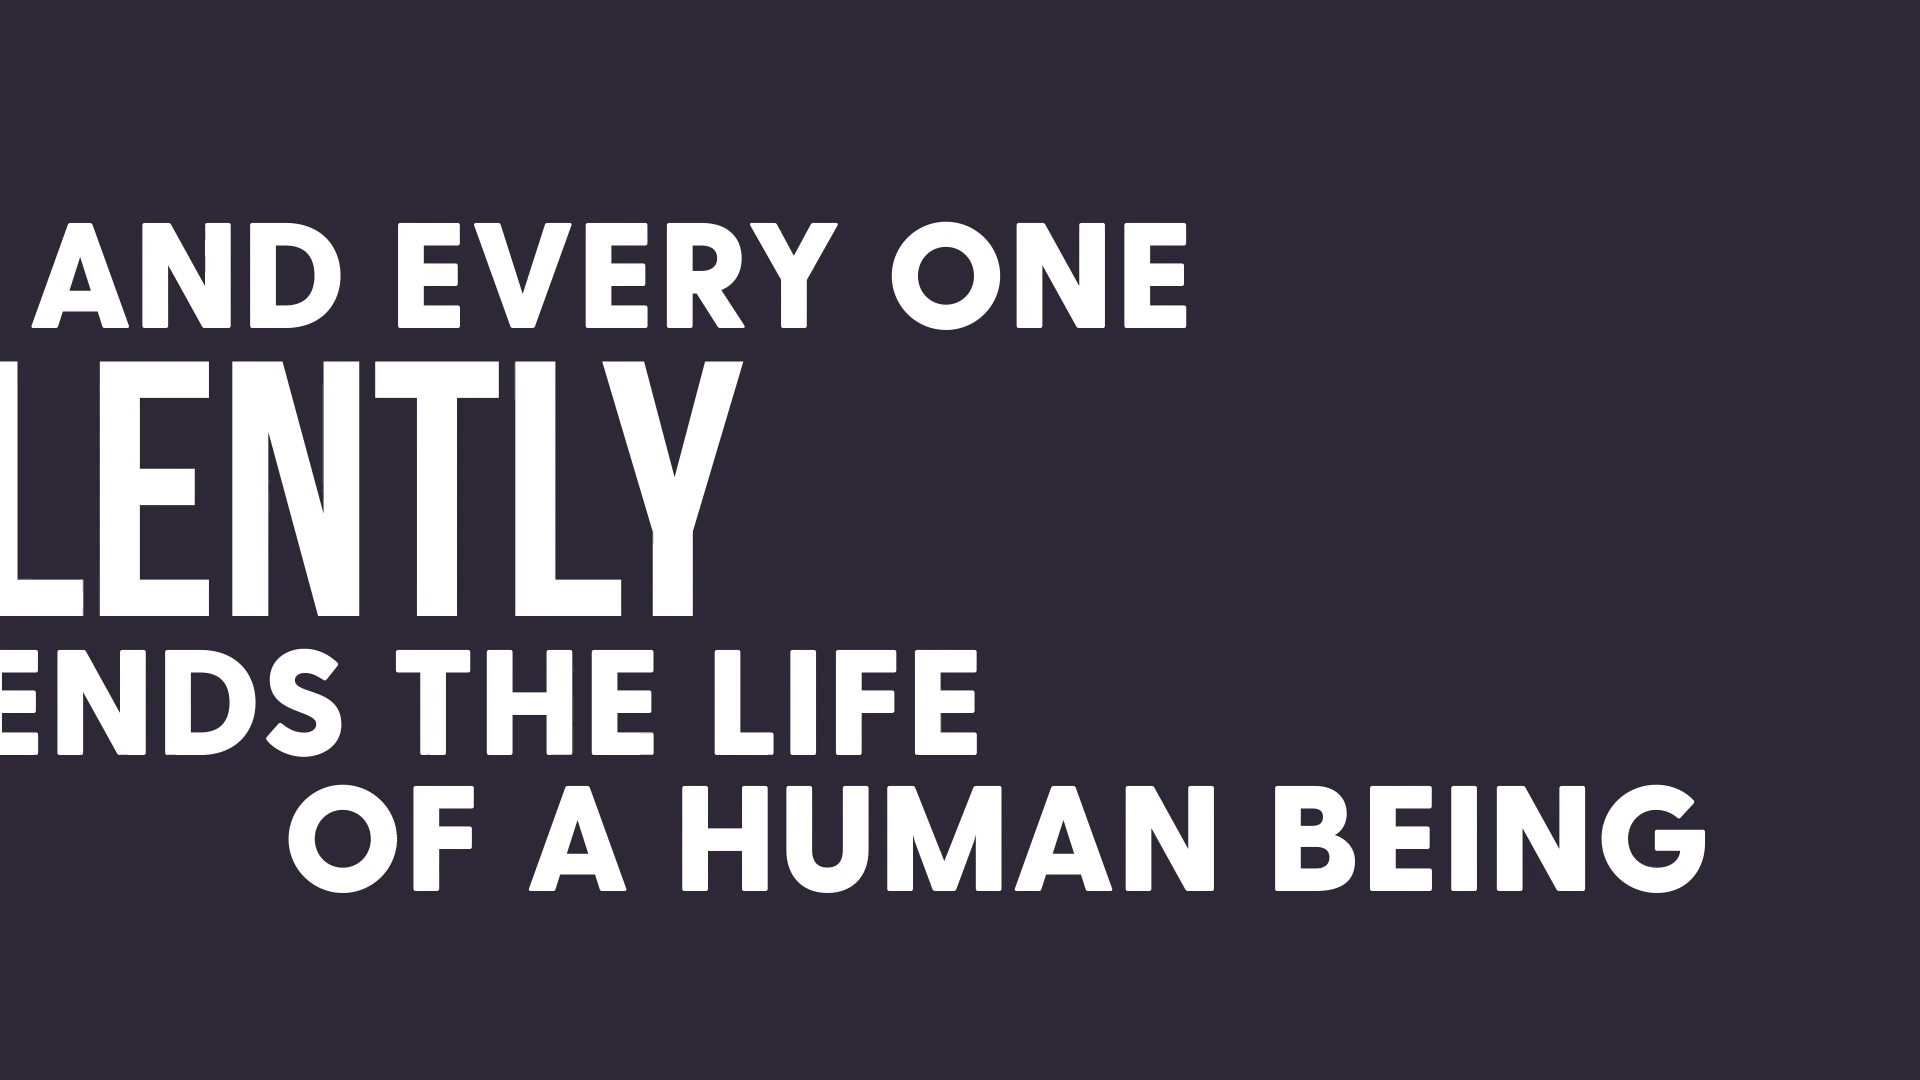 AND EVERY ONE
LENTLY
ENDS THE LIFE
OF A HUMAN BEING